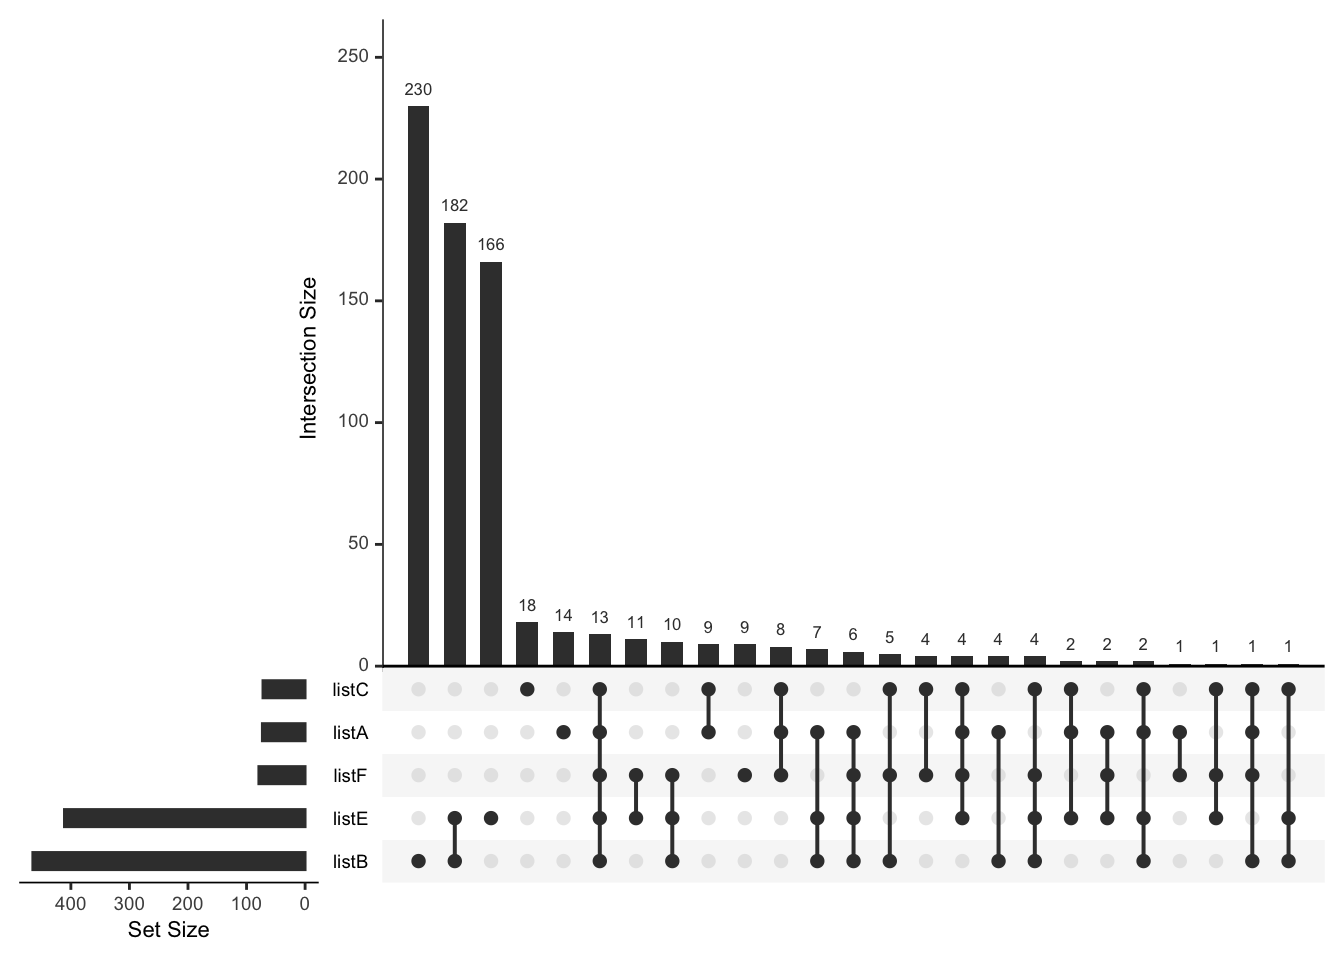 250
230
200
182
166
150
100
50
18 14 13 11 10 9 9 8 7 6 5 4 4 4 4 2 2 2 1 1 1 1
0
Intersection Size
listC
listA
listF
listE
listB
400 300 200 100 0
Set Size